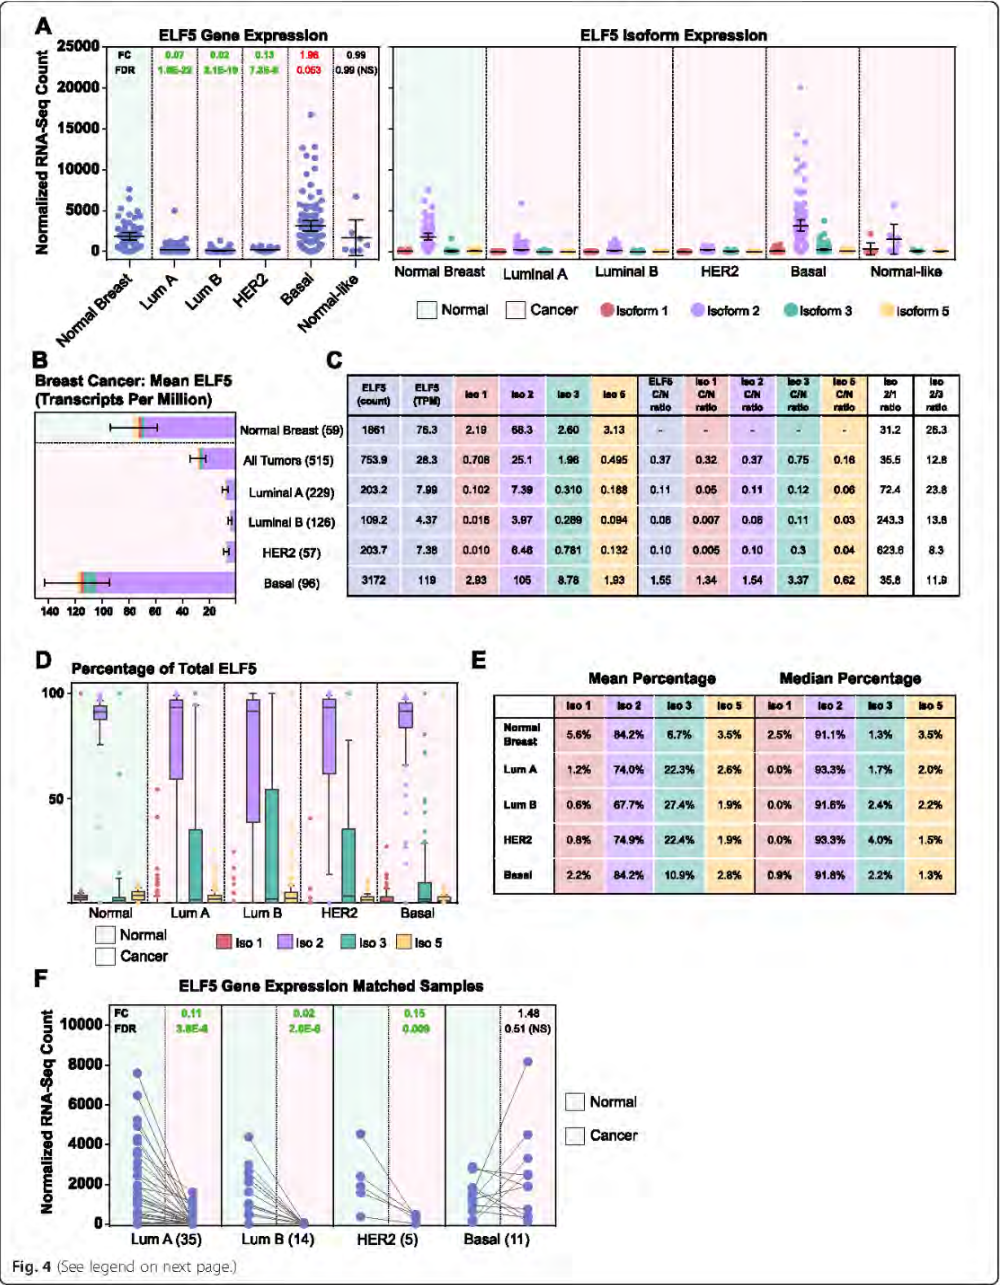 A
ELF5 Gene Expression
ELF5 Isoform Expression
Normalized RNA-Seq Count
25000
20000
15000
10000
5000
0
FC 0.07 0.02 0.13 1.96 0.99
FDR 0.053 0.99 (NS)
Normal Breast Lum A Lum B HER2 Basal Normal-like
Normal Breast Luminal A Luminal B HER2 Basal Normal-like
Normal Cancer Isoform 1 Isoform 2 Isoform 3 Isoform 5
B
Breast Cancer: Mean ELF5
(Transcripts Per Million)
Normal Breast (59)
All Tumors (515)
Luminal A (229)
Luminal B (126)
HER2 (57)
Basal (96)
140 120 100 80 60 40 20
C
ELF5 (count) ELF5 (TPM) Iso 1 Iso 2 Iso 3 Iso 5 ELF5 C/N ratio Iso 1 C/N ratio Iso 2 C/N ratio Iso 3 C/N ratio Iso 5 C/N ratio Iso 2/1 ratio Iso 2/3 ratio
1861 76.3 2.19 68.3 2.60 3.13 - - - - - 31.2 26.3
753.9 28.3 0.708 25.1 1.96 0.495 0.37 0.32 0.37 0.75 0.16 35.5 12.8
203.2 7.99 0.102 7.39 0.310 0.188 0.11 0.05 0.11 0.12 0.06 72.4 23.8
109.2 4.37 0.016 3.97 0.289 0.094 0.06 0.007 0.06 0.11 0.03 243.3 13.8
203.7 7.38 0.010 6.48 0.781 0.132 0.10 0.005 0.10 0.3 0.04 623.6 8.3
3172 119 2.93 105 8.78 1.93 1.55 1.34 1.54 3.37 0.62 35.8 11.9
D
Percentage of Total ELF5
100
50
Normal Lum A Lum B HER2 Basal
Normal
Cancer
Iso 1 Iso 2 Iso 3 Iso 5
E
Mean Percentage Median Percentage
Iso 1 Iso 2 Iso 3 Iso 5 Iso 1 Iso 2 Iso 3 Iso 5
Normal Breast 5.6% 84.2% 6.7% 3.5% 2.5% 91.1% 1.3% 3.5%
Lum A 1.2% 74.0% 22.3% 2.6% 0.0% 93.3% 1.7% 2.0%
Lum B 0.6% 67.7% 27.4% 1.9% 0.0% 91.6% 2.4% 2.2%
HER2 0.8% 74.9% 22.4% 1.9% 0.0% 93.3% 4.0% 1.5%
Basal 2.2% 84.2% 10.9% 2.8% 0.9% 91.8% 2.2% 1.3%
F
ELF5 Gene Expression Matched Samples
Normalized RNA-Seq Count
10000
8000
6000
4000
2000
0
FC 0.11 0.02 0.15 1.48
FDR 0.009 0.51 (NS)
Lum A (35) Lum B (14) HER2 (5) Basal (11)
Normal
Cancer
Fig. 4 (See legend on next page.)